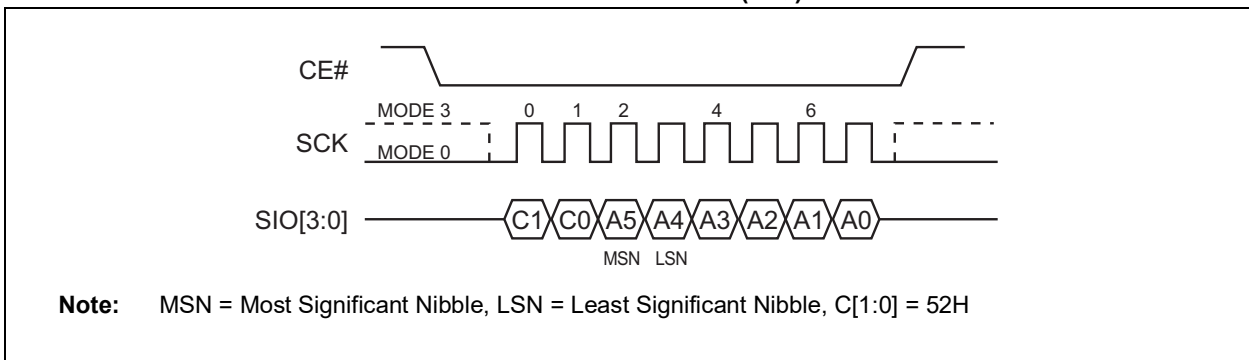 CE#
MODE 3 0 1 2 4 6
SCK
MODE 0
SIO[3:0] C1 C0 A5 A4 A3 A2 A1 A0
MSN LSN
Note: MSN = Most Significant Nibble, LSN = Least Significant Nibble, C[1:0] = 52H